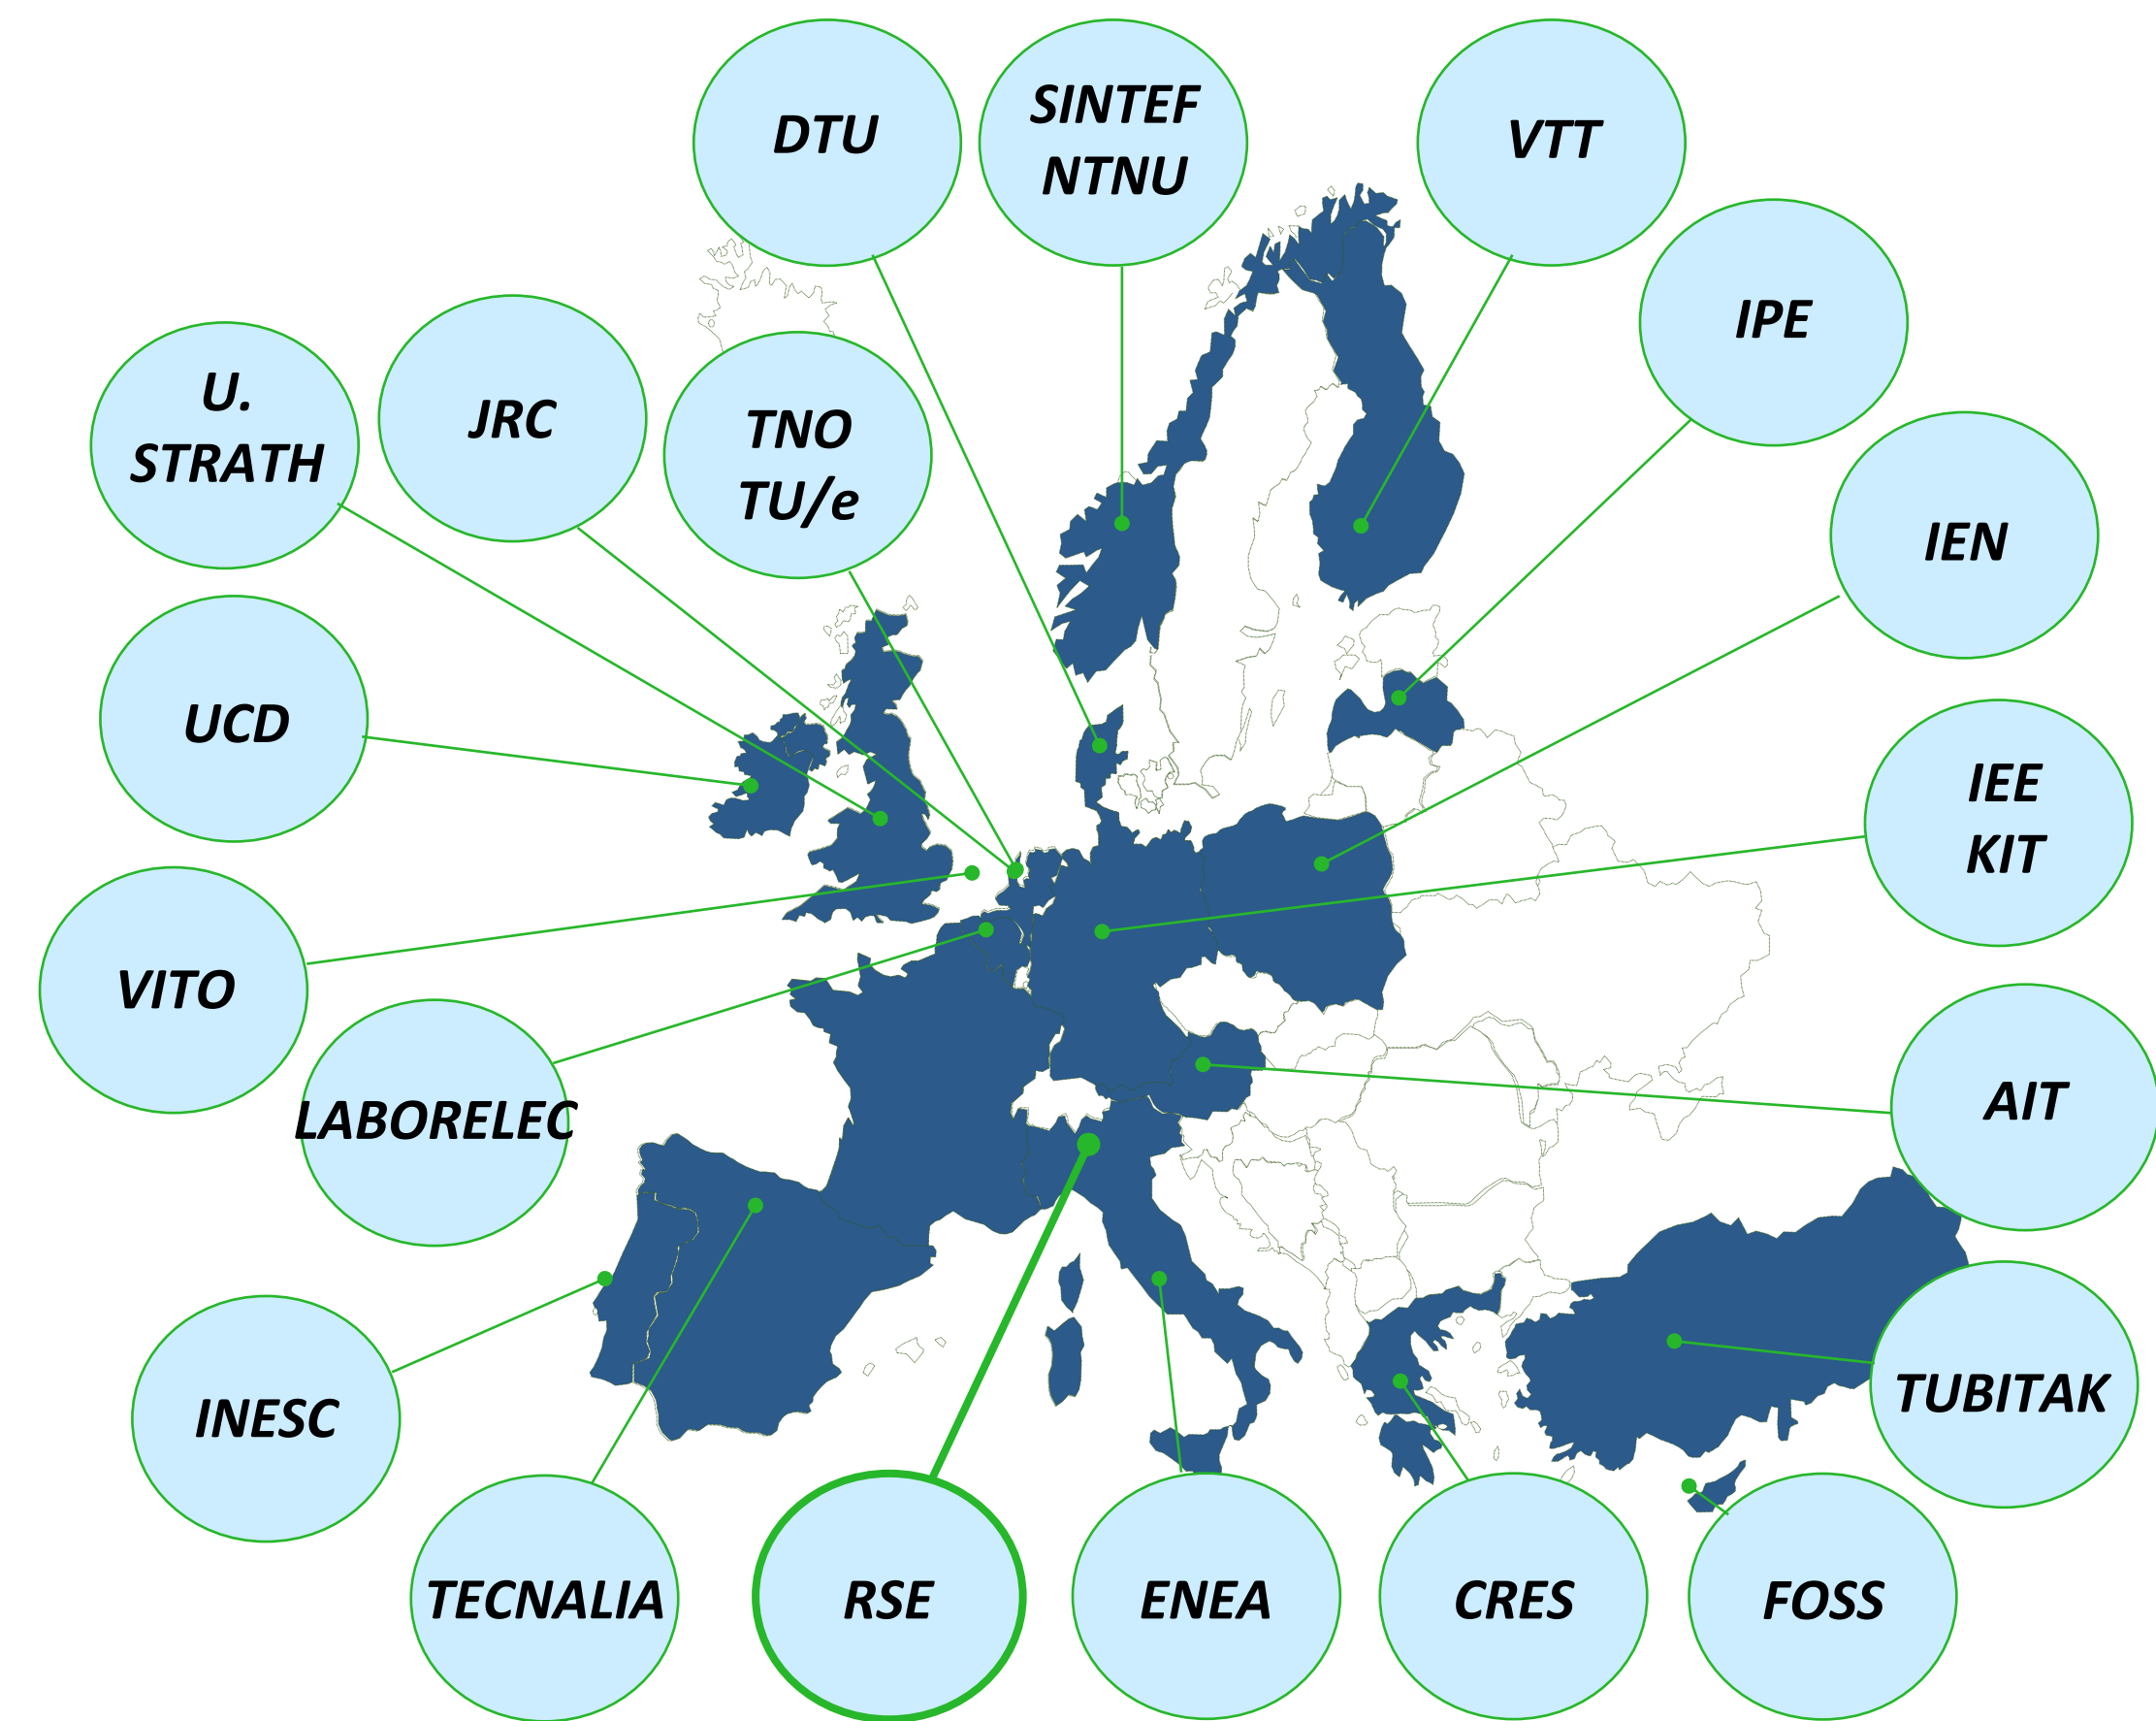 DTU
SINTEF
NTNU
VTT
IPE
U.
STRATH
JRC
TNO
TU/e
IEN
UCD
IEE
KIT
VITO
LABORELEC
AIT
INESC
TUBITAK
TECNALIA
RSE
ENEA
CRES
FOSS